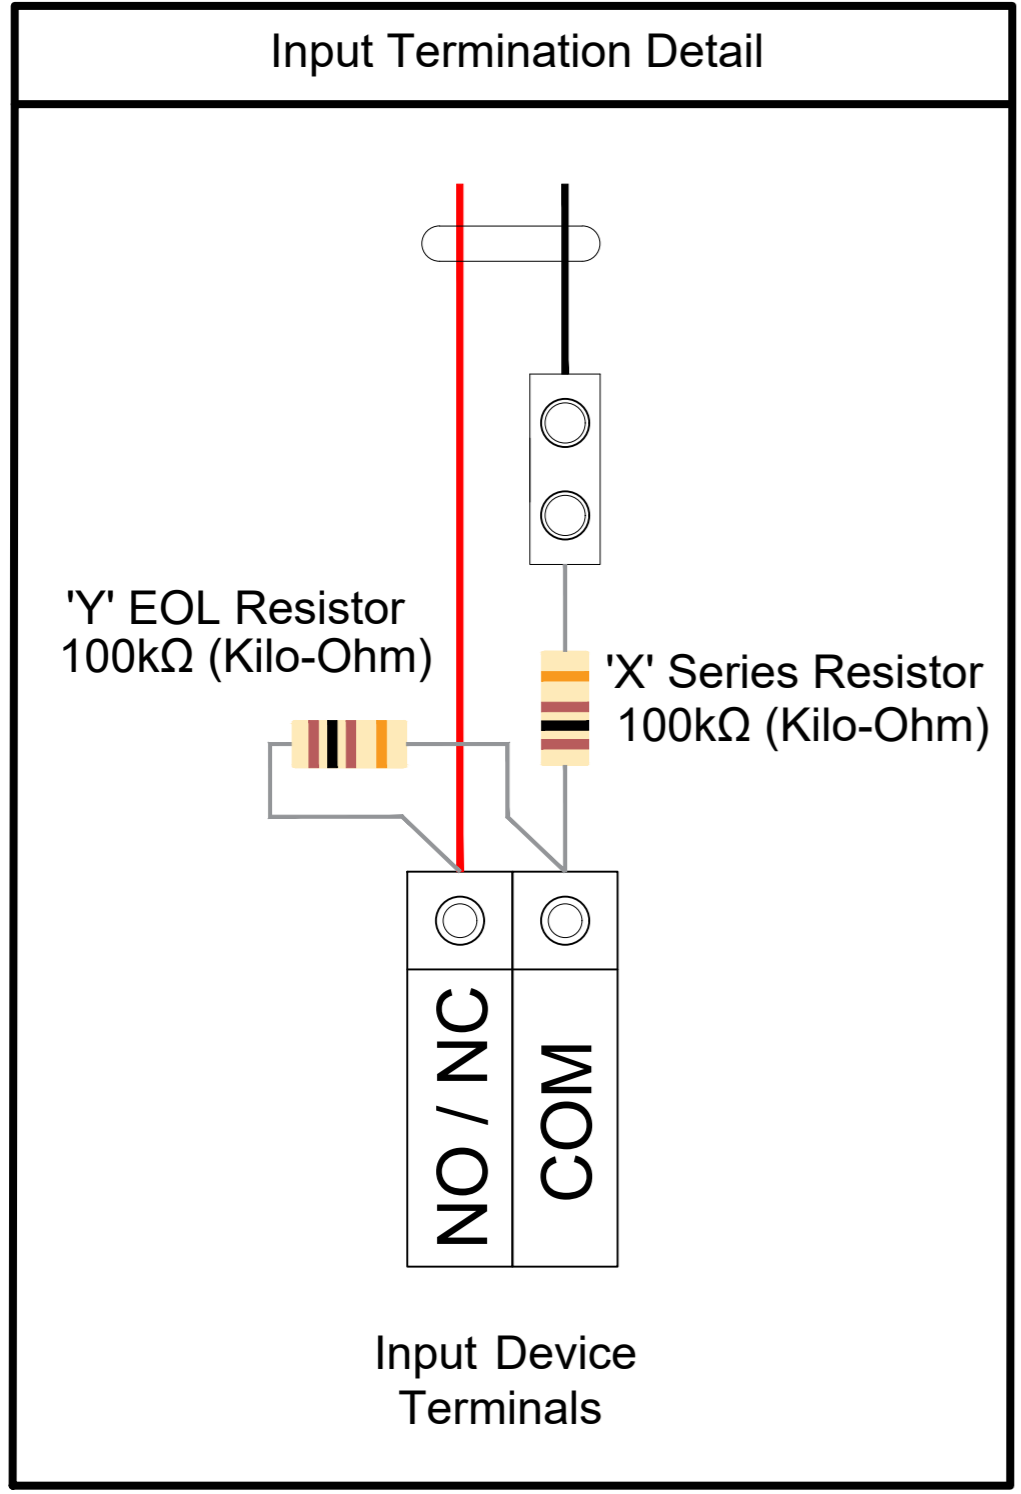 Input Termination Detail
'Y' EOL Resistor
100kΩ (Kilo-Ohm)
'X' Series Resistor
100kΩ (Kilo-Ohm)
NO / NC
COM
Input Device
Terminals